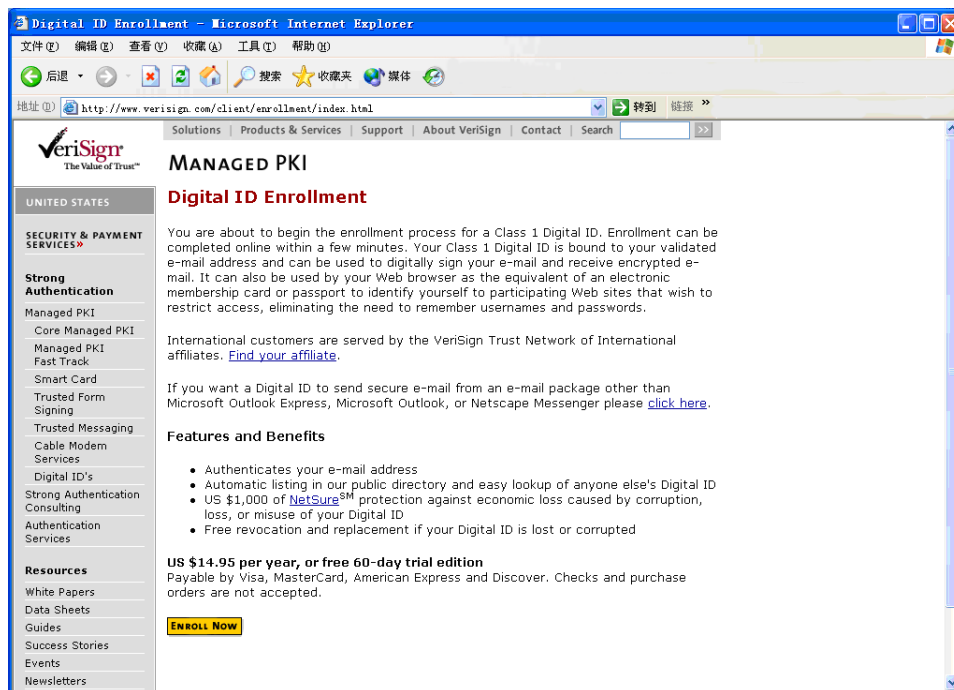 Digital ID Enrollment - Microsoft Internet Explorer
文件(F) 编辑(E) 查看(V) 收藏(A) 工具(T) 帮助(H)
后退 搜索 收藏夹 媒体
地址(D) http://www.verisign.com/client/enrollment/index.html 转到 链接 »
Solutions | Products & Services | Support | About VeriSign | Contact | Search >>
VeriSign
The Value of Trust™
MANAGED PKI
UNITED STATES
SECURITY & PAYMENT
SERVICES»
Strong
Authentication
Managed PKI
Core Managed PKI
Managed PKI
Fast Track
Smart Card
Trusted Form
Signing
Trusted Messaging
Cable Modem
Services
Digital ID's
Strong Authentication
Consulting
Authentication
Services
Resources
White Papers
Data Sheets
Guides
Success Stories
Events
Newsletters
Digital ID Enrollment
You are about to begin the enrollment process for a Class 1 Digital ID. Enrollment can be
completed online within a few minutes. Your Class 1 Digital ID is bound to your validated
e-mail address and can be used to digitally sign your e-mail and receive encrypted e-
mail. It can also be used by your Web browser as the equivalent of an electronic
membership card or passport to identify yourself to participating Web sites that wish to
restrict access, eliminating the need to remember usernames and passwords.
International customers are served by the VeriSign Trust Network of International
affiliates. Find your affiliate.
If you want a Digital ID to send secure e-mail from an e-mail package other than
Microsoft Outlook Express, Microsoft Outlook, or Netscape Messenger please click here.
Features and Benefits
• Authenticates your e-mail address
• Automatic listing in our public directory and easy lookup of anyone else's Digital ID
• US $1,000 of NetSure℠ protection against economic loss caused by corruption,
loss, or misuse of your Digital ID
• Free revocation and replacement if your Digital ID is lost or corrupted
US $14.95 per year, or free 60-day trial edition
Payable by Visa, MasterCard, American Express and Discover. Checks and purchase
orders are not accepted.
ENROLL NOW